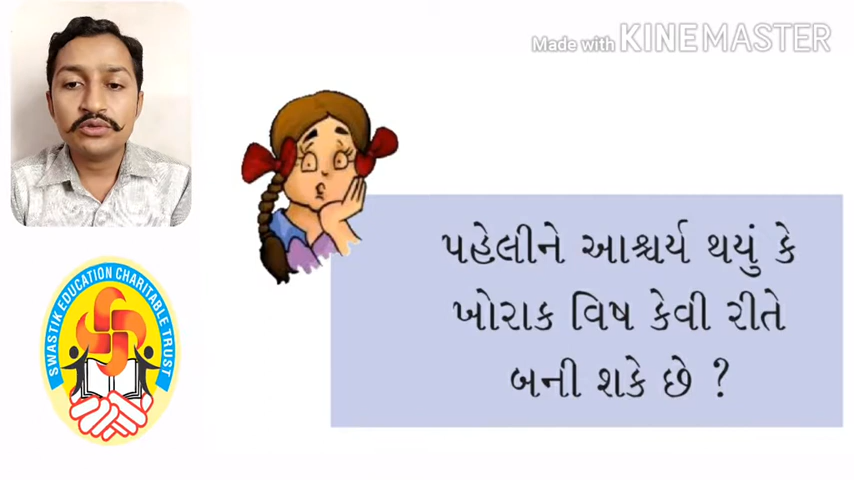 Made with KINEMASTER
પહેલીને આશ્ચર્ય થયું કે
ખોરાક વિષ કેવી રીતે
બની શકે છે ?
SWASTIK EDUCATION CHARITABLE TRUST